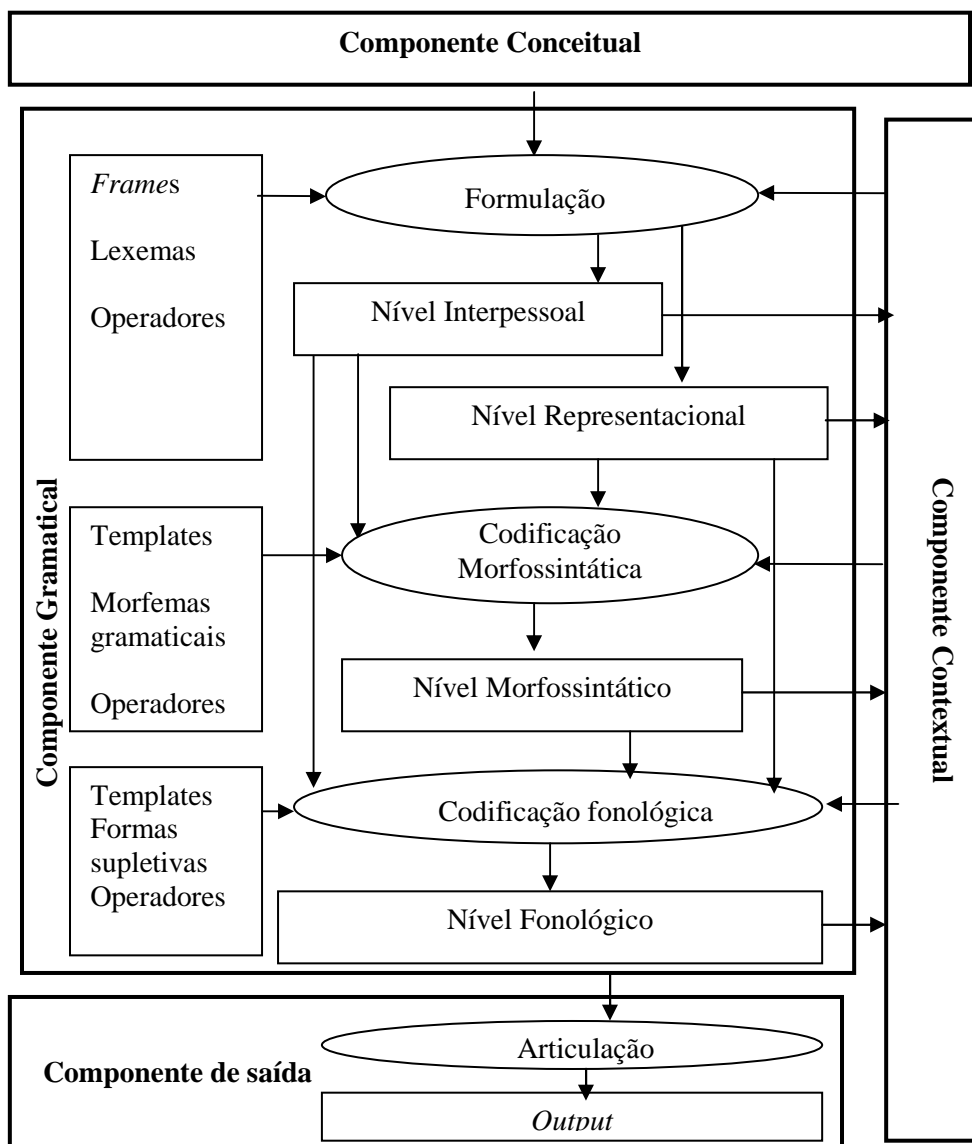 Componente Conceitual
Frames
Lexemas
Operadores
Formulação
Nível Interpessoal
Nível Representacional
Componente Gramatical
Templates
Morfemas
gramaticais
Operadores
Codificação
Morfossintática
Nível Morfossintático
Templates
Formas
supletivas
Operadores
Codificação fonológica
Nível Fonológico
Componente Contextual
Componente de saída
Articulação
Output